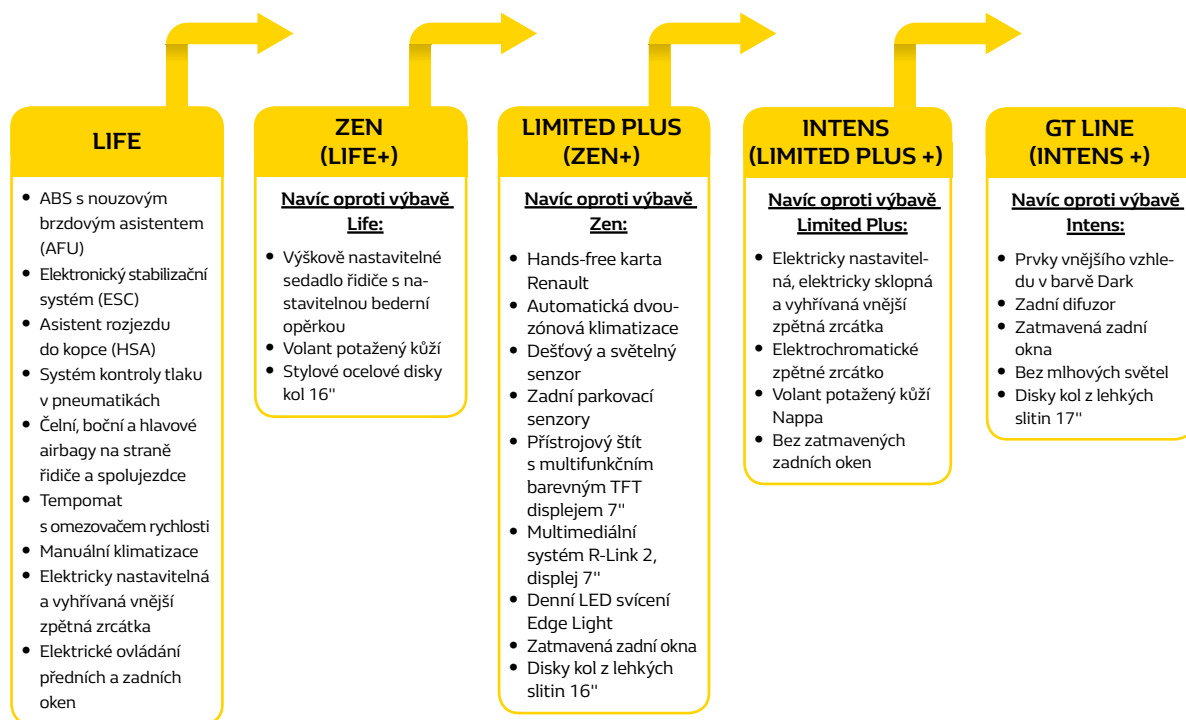 LIFE
ABS s nouzovým
brzdovým asistentem
(AFU)
Elektronický stabilizační
systém (ESC)
Asistent rozjezdu
do kopce (HSA)
Systém kontroly tlaku
v pneumatikách
Čelní, boční a hlavové
airbagy na straně
řidiče a spolujezdce
Tempomat
s omezovačem rychlosti
Manuální klimatizace
Elektricky nastavitelná
a vyhřívaná vnější
zpětná zrcátka
Elektrické ovládání
předních a zadních
oken
ZEN
(LIFE+)
Navíc oproti výbavě
Life:
Výškově nastavitelné
sedadlo řidiče s na-
stavitelnou bederní
opěrkou
Volant potažený kůží
Stylové ocelové disky
kol 16"
LIMITED PLUS
(ZEN+)
Navíc oproti výbavě
Zen:
Hands-free karta
Renault
Automatická dvou-
zónová klimatizace
Dešťový a světelný
senzor
Zadní parkovací
senzory
Přístrojový štít
s multifunkčním
barevným TFT
displejem 7"
Multimediální
systém R-Link 2,
displej 7"
Denní LED svícení
Edge Light
Zatmavená zadní okna
Disky kol z lehkých
slitin 16"
INTENS
(LIMITED PLUS +)
Navíc oproti výbavě
Limited Plus:
Elektricky nastavitel-
ná, elektricky sklopná
a vyhřívaná vnější
zpětná zrcátka
Elektrochromatické
zpětné zrcátko
Volant potažený kůží
Nappa
Bez zatmavených
zadních oken
GT LINE
(INTENS +)
Navíc oproti výbavě
Intens:
Prvky vnějšího vzhle-
du v barvě Dark
Zadní difuzor
Zatmavená zadní
okna
Bez mlhových světel
Disky kol z lehkých
slitin 17"